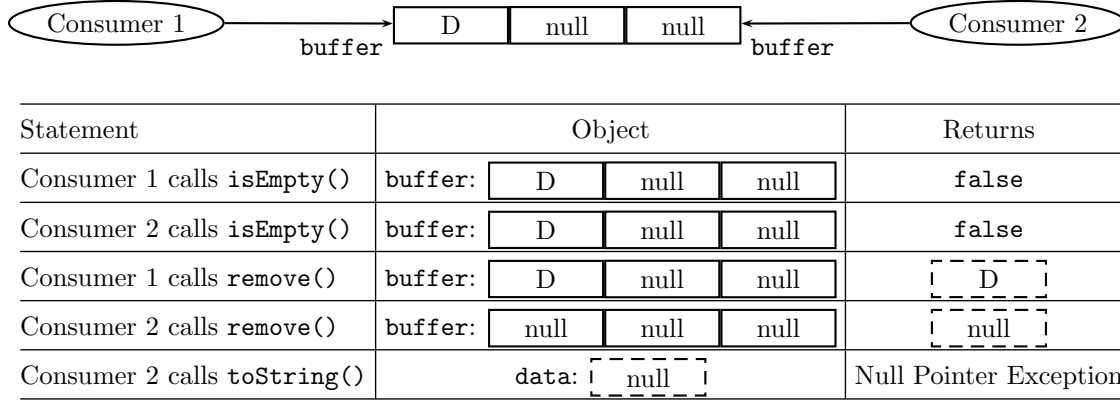 Consumer 1 D null null Consumer 2
buffer buffer
Statement Object Returns
Consumer 1 calls isEmpty() buffer: D null null false
Consumer 2 calls isEmpty() buffer: D null null false
Consumer 1 calls remove() buffer: D null null D
Consumer 2 calls remove() buffer: null null null null
Consumer 2 calls toString() data: null Null Pointer Exception